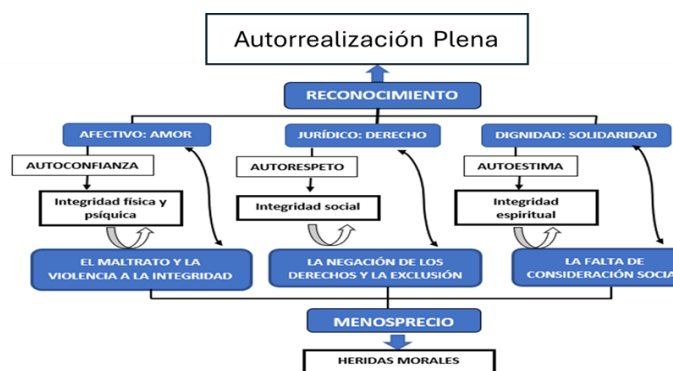 Autorrealización Plena
RECONOCIMIENTO
AFECTIVO: AMOR
JURÍDICO: DERECHO
DIGNIDAD: SOLIDARIDAD
AUTOCONFIANZA
AUTORESPETO
AUTOESTIMA
Integridad física y
psíquica
Integridad social
Integridad
espiritual
EL MALTRATO Y LA
VIOLENCIA A LA INTEGRIDAD
LA NEGACIÓN DE LOS
DERECHOS Y LA EXCLUSIÓN
LA FALTA DE
CONSIDERACIÓN SOCIA
MENOSPRECIO
HERIDAS MORALES